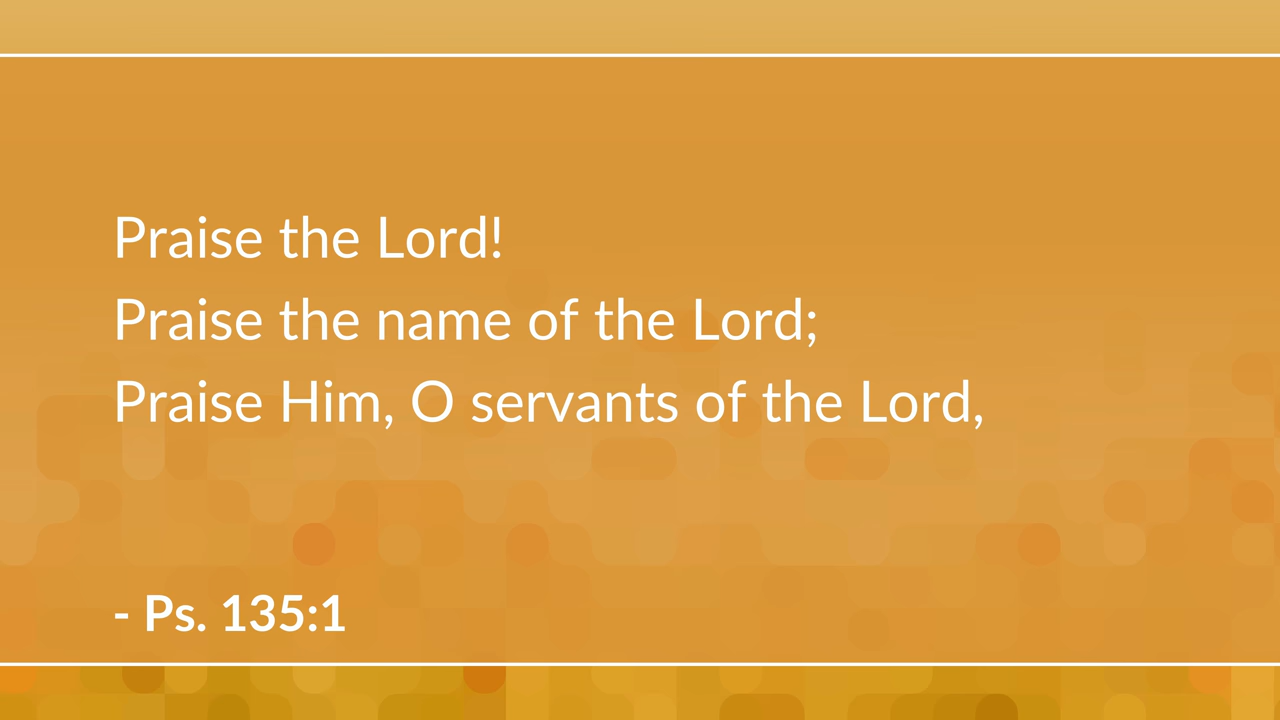 Praise the Lord!
Praise the name of the Lord;
Praise Him, O servants of the Lord,
- Ps. 135:1